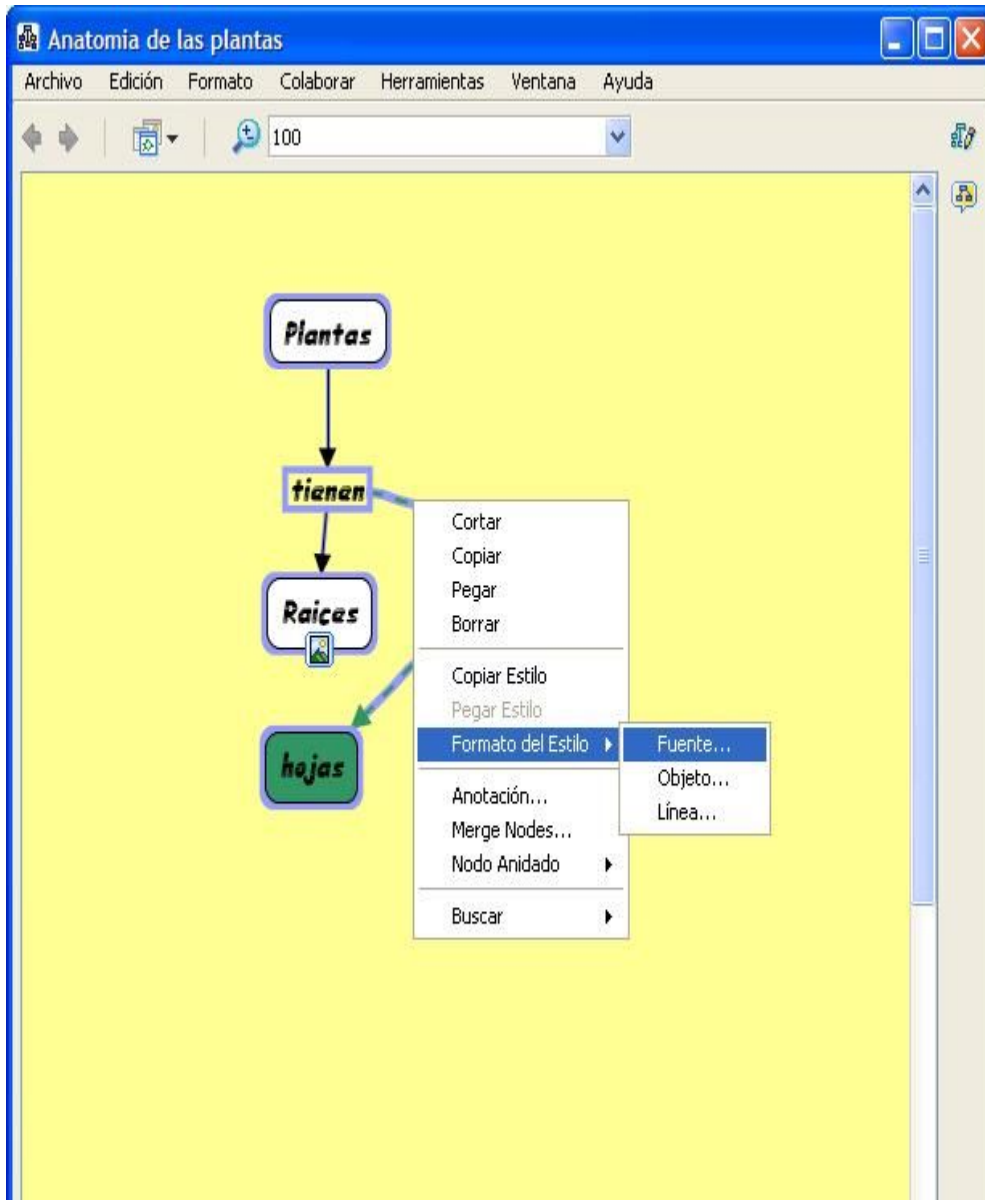 Anatomia de las plantas
Archivo Edición Formato Colaborar Herramientas Ventana Ayuda
100
Plantas
tienen
Raices
hojas
Cortar
Copiar
Pegar
Borrar
Copiar Estilo
Pegar Estilo
Formato del Estilo
Fuente...
Objeto...
Línea...
Anotación...
Merge Nodes...
Nodo Anidado
Buscar